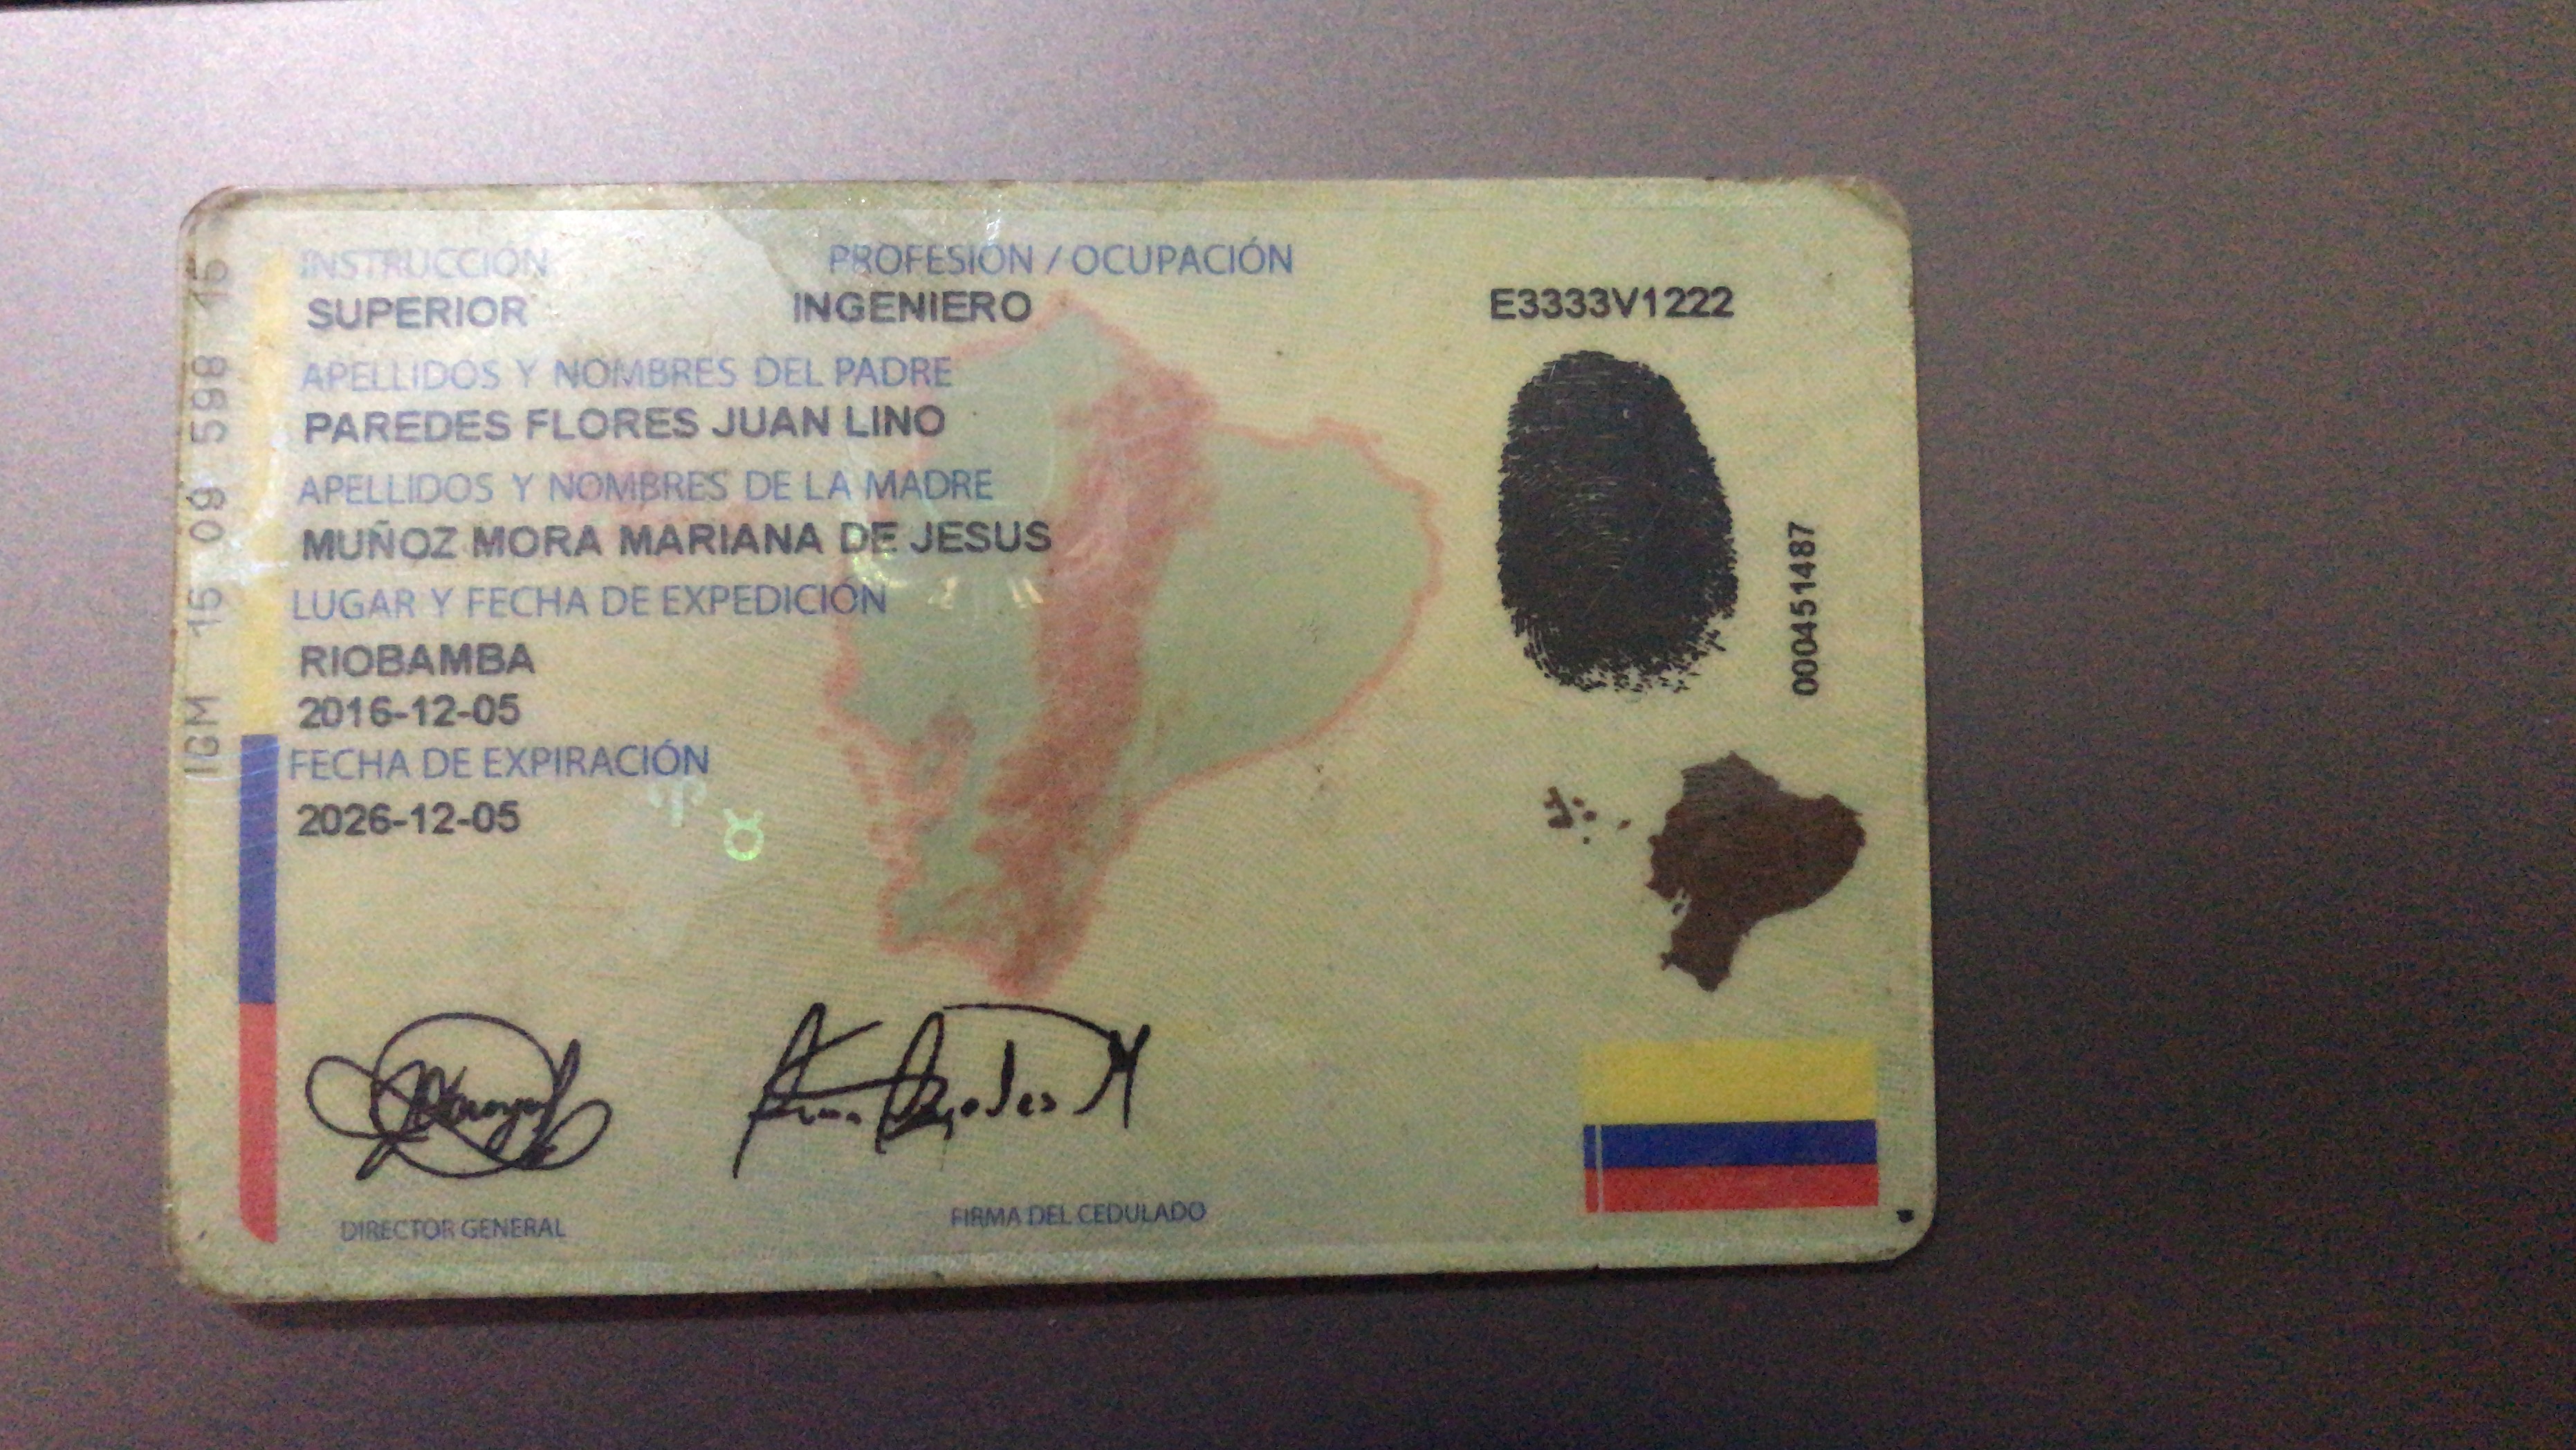 INSTRUCCIÓN
SUPERIOR
PROFESIÓN / OCUPACIÓN
INGENIERO
E3333V1222
APELLIDOS Y NOMBRES DEL PADRE
PAREDES FLORES JUAN LINO
APELLIDOS Y NOMBRES DE LA MADRE
MUÑOZ MORA MARIANA DE JESUS
LUGAR Y FECHA DE EXPEDICIÓN
RIOBAMBA
2016-12-05
FECHA DE EXPIRACIÓN
2026-12-05
DIRECTOR GENERAL
FIRMA DEL CEDULADO
000451487
IGM 15 09 598 15